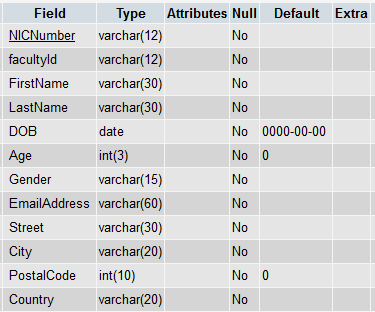 Field Type Attributes Null Default Extra
NICNumber varchar(12) No
facultyId varchar(12) No
FirstName varchar(30) No
LastName varchar(30) No
DOB date No 0000-00-00
Age int(3) No 0
Gender varchar(15) No
EmailAddress varchar(60) No
Street varchar(30) No
City varchar(20) No
PostalCode int(10) No 0
Country varchar(20) No